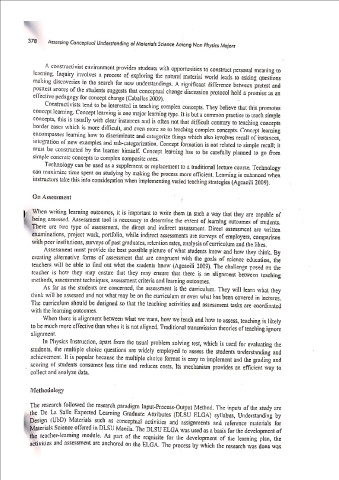 378 Assessing Conceptual Understanding of Materials Science Among Non Physics Majors
A constructivist environment provides students with opportunities to construct personal meaning to
learning. Inquiry involves a process of exploring the natural material world leads to asking questions
making discoveries in the search for new understandings. A significant difference between pretest and
posttest scores of the students suggests that conceptual change discussion protocol hold a promise as an
effective pedagogy for concept change (Caballes 2009).
Constructivists tend to be interested in teaching complex concepts. They believe that this promotes
concept learning. Concept learning is one major learning type. It is but a common practice to teach simple
concepts, this is usually with clear instances and is often not that difficult contrary to teaching concepts
border cases which is more difficult, and even more so in teaching complex concepts. Concept learning
encompasses learning how to discriminate and categorize things which also involves recall of instances,
integration of new examples and sub-categorization. Concept formation is not related to simple recall; it
must be constructed by the learner himself. Concept learning has to be carefully planned to go from
simple concrete concepts to complex composite ones.
Technology can be used as a supplement or replacement to a traditional lecture course. Technology
can maximize time spent on studying by making the process more efficient. Learning is enhanced when
instructors take this into consideration when implementing varied teaching strategies (Agranoli 2009).
On Assessment
When writing learning outcomes, it is important to write them in such a way that they are capable of
being assessed. Assessment tool is necessary to determine the extent of learning outcomes of students.
There are two type of assessment, the direct and indirect assessment. Direct assessment are written
examinations, project work, portfolio, while indirect assessments are surveys of employers, comparison
with peer institutions, surveys of past graduates, retention rates, analysis of curriculum and the likes.
Assessment must provide the best possible picture of what students know and how they think. By
creating alternative forms of assessment that are congruent with the goals of science education, the
teachers will be able to find out what the students know (Agranoli 2009). The challenge posed on the
teacher is how they may ensure that they may ensure that there is an alignment between teaching
methods, assessment techniques, assessment criteria and learning outcomes.
As far as the students are concerned, the assessment is the curriculum. They will learn what they
think will be assessed and not what may be on the curriculum or even what has been covered in lectures.
The curriculum should be designed so that the teaching activities and assessment tasks are coordinated
with the learning outcomes.
When there is alignment between what we want, how we teach and how to assess, teaching is likely
to be much more effective than when it is not aligned. Traditional transmission theories of teaching ignore
alignment.
In Physics Instruction, apart from the usual problem solving test, which is used for evaluating the
students, the multiple choice questions are widely employed to assess the students understanding and
achievement. It is popular because the multiple choice format is easy to implement and the grading and
scoring of students consumes less time and reduces costs. Its mechanism provides an efficient way to
collect and analyze data.
Methodology
The research followed the research paradigm Input-Process-Output Method. The inputs of the study are
the De La Salle Expected Learning Graduate Attributes (DLSU ELGA) syllabus, Understanding by
Design (UbD) Materials such as conceptual activities and assignments and reference materials for
Materials Science offered in DLSU Manila. The DLSU ELGA was used as a basis for the development of
the teacher-learning module. As part of the requisite for the development of the learning plan, the
activities and assessment are anchored on the ELGA. The process by which the research was done was